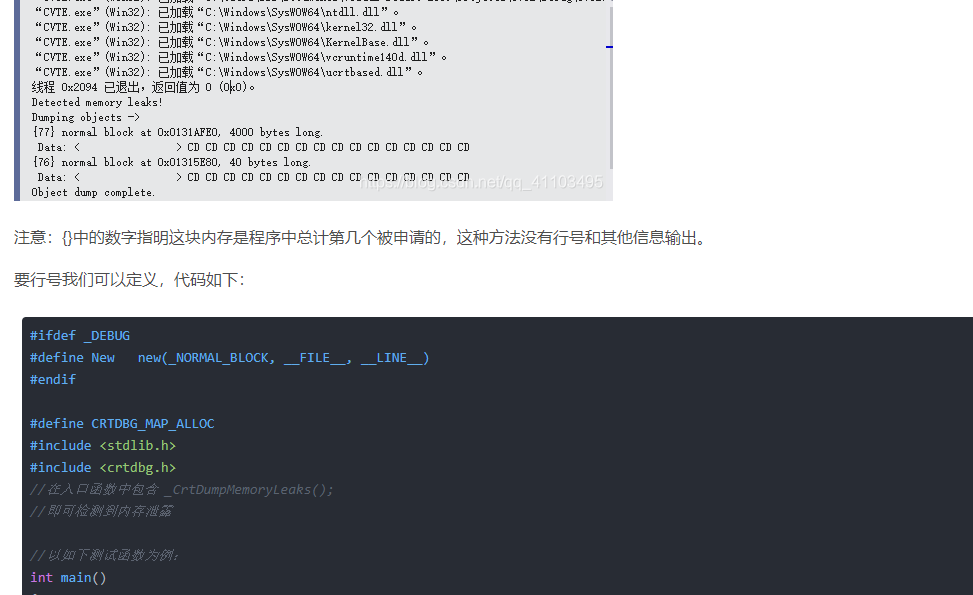 “CVTE.exe”(Win32): 已加载“C:\Windows\SysWOW64\ntdll.dll”。
“CVTE.exe”(Win32): 已加载“C:\Windows\SysWOW64\kernel32.dll”。
“CVTE.exe”(Win32): 已加载“C:\Windows\SysWOW64\KernelBase.dll”。
“CVTE.exe”(Win32): 已加载“C:\Windows\SysWOW64\vcruntime140d.dll”。
“CVTE.exe”(Win32): 已加载“C:\Windows\SysWOW64\ucrtbased.dll”。
线程 0x2094 已退出，返回值为 0 (0x0)。
Detected memory leaks!
Dumping objects ->
{77} normal block at 0x0131AFE0, 4000 bytes long.
Data: < > CD CD CD CD CD CD CD CD CD CD CD CD CD CD CD CD
{76} normal block at 0x01315E80, 40 bytes long.
Data: < > CD CD CD CD CD CD CD CD CD CD CD CD CD CD CD CD
https://blog.csdn.net/qq_41103495
Object dump complete.
注意：{}中的数字指明这块内存是程序中总计第几个被申请的，这种方法没有行号和其他信息输出。
要行号我们可以定义，代码如下：
#ifdef _DEBUG
#define New new(_NORMAL_BLOCK, __FILE__, __LINE__)
#endif
#define CRTDBG_MAP_ALLOC
#include <stdlib.h>
#include <crtdbg.h>
//在入口函数中包含 _CrtDumpMemoryLeaks();
//即可检测到内存泄露
//以如下测试函数为例：
int main()